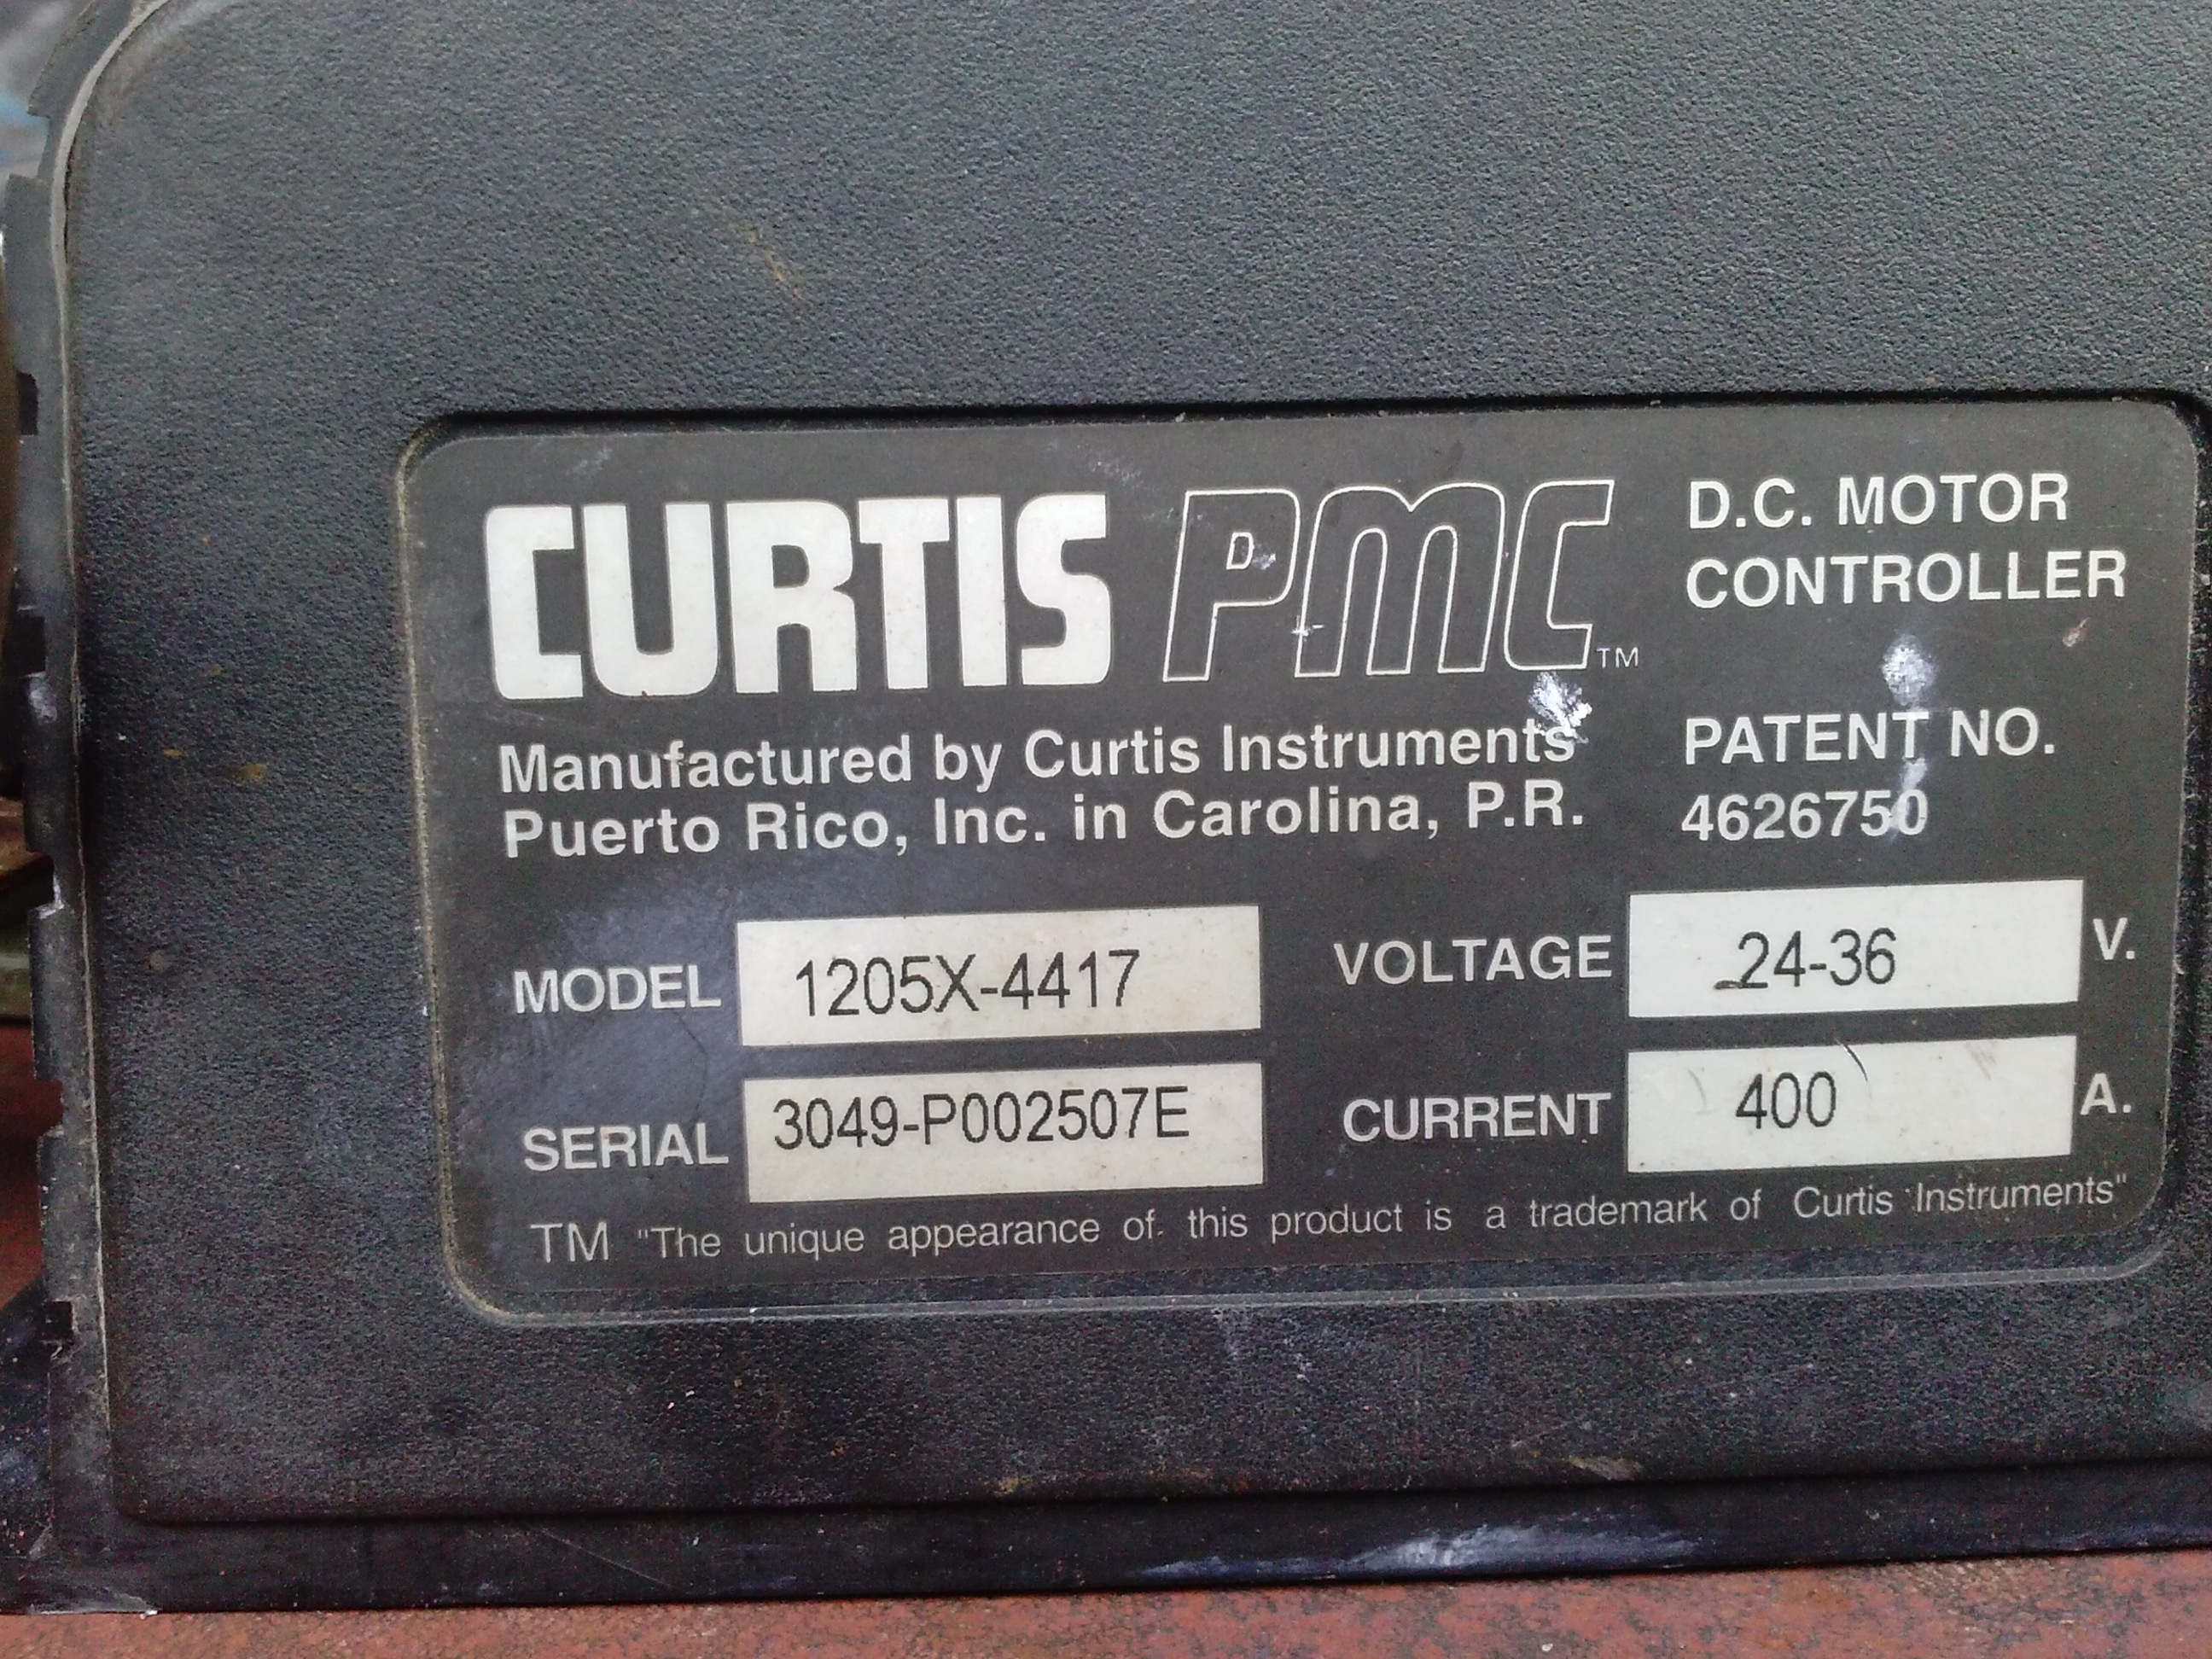 CURTIS PMC™
D.C. MOTOR
CONTROLLER
Manufactured by Curtis Instruments
Puerto Rico, Inc. in Carolina, P.R.
PATENT NO.
4626750
MODEL 1205X-4417
VOLTAGE 24-36 V.
SERIAL 3049-P002507E
CURRENT 400 A.
TM "The unique appearance of this product is a trademark of Curtis Instruments"